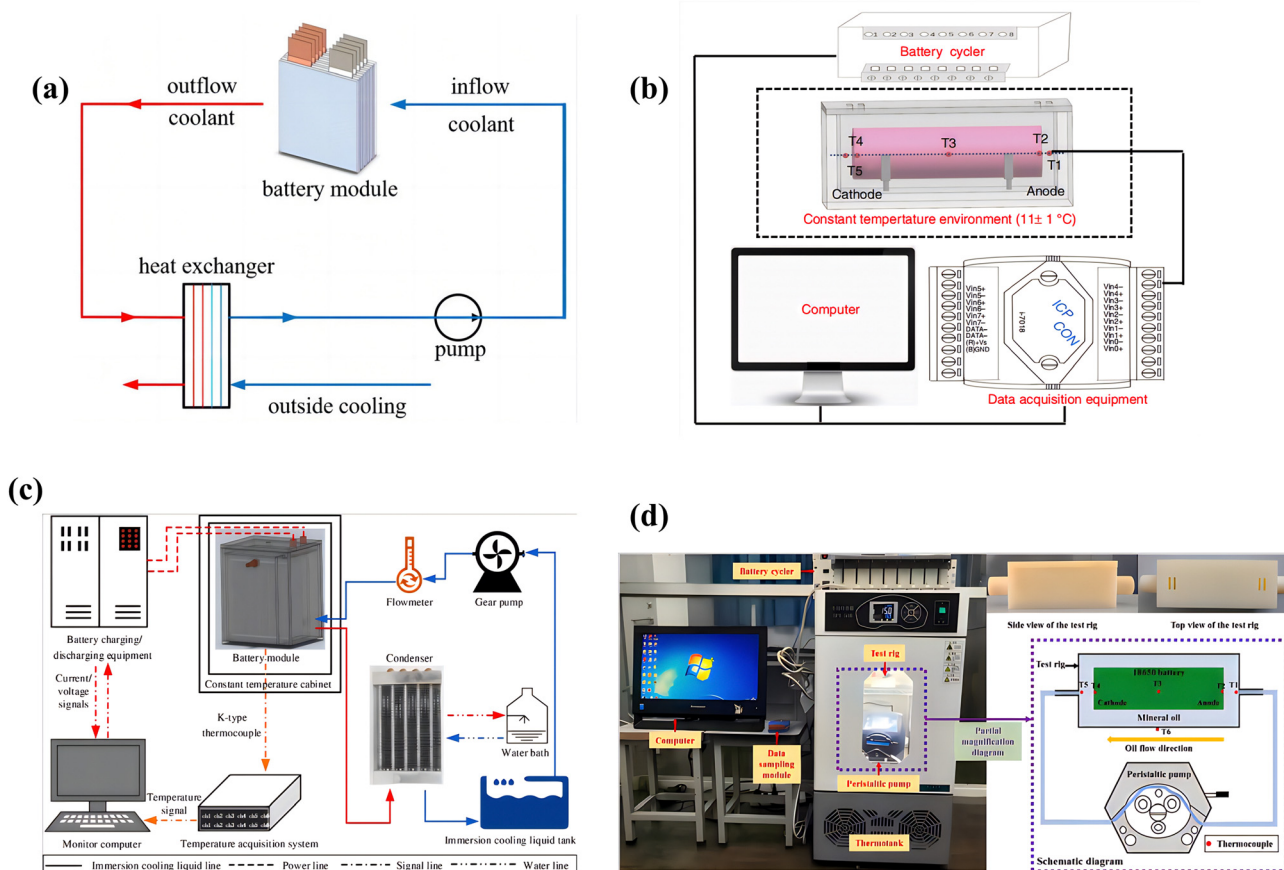 (a)
outflow
coolant
inflow
coolant
battery module
heat exchanger
pump
outside cooling
(b)
1 2 3 4 5 6 7 8
Battery cycler
T4
T3
T2
T5
T1
Cathode
Anode
Constant tempertature environment (11± 1 °C)
Computer
Vin5+
Vin5-
Vin6+
Vin6-
Vin7+
Vin7-
DATA-
DATA-
(R)+Vs
(B)GND
I-7018
ICP
CON
Vin4-
Vin4+
Vin3-
Vin3+
Vin2-
Vin2+
Vin1-
Vin1+
Vin0-
Vin0+
Data acquisition equipment
(c)
Battery charging/
discharging equipment
Battery module
Constant temperature cabinet
Flowmeter
Gear pump
Condenser
Water bath
Immersion cooling liquid tank
Current/
voltage
signals
K-type
thermocouple
Temperature
signal
Monitor computer
Temperature acquisition system
Immersion cooling liquid line
Power line
Signal line
Water line
(d)
Battery cycler
Test rig
Computer
Data
sampling
module
Peristaltic pump
Thermotank
Partial
magnification
diagram
Side view of the test rig
Top view of the test rig
Test rig
18650 battery
T5
T4
T3
T2
T1
Cathode
Anode
Mineral oil
T6
Oil flow direction
Peristaltic pump
Thermocouple
Schematic diagram